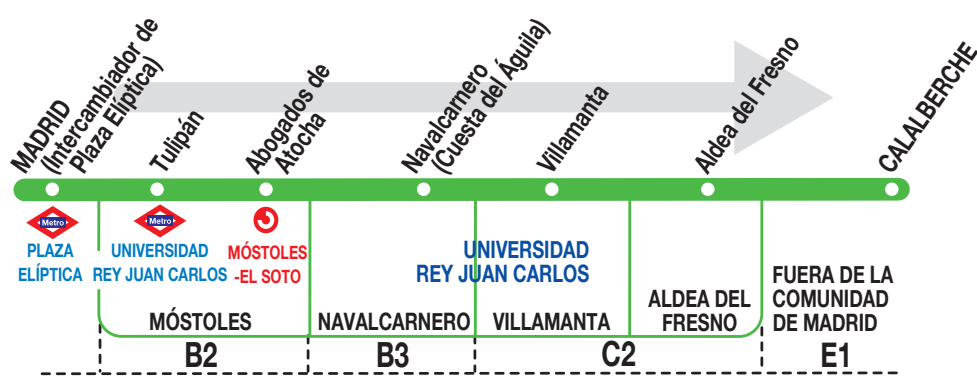 MADRID
(Intercambiador de
Plaza Elíptica)
Tulipán
Abogados de
Atocha
Navalcarnero
(Cuesta del Águila)
Villamanta
Aldea del Fresno
CALALBERCHE
Metro
PLAZA
ELÍPTICA
Metro
UNIVERSIDAD
REY JUAN CARLOS
MÓSTOLES
-EL SOTO
UNIVERSIDAD
REY JUAN CARLOS
MÓSTOLES
NAVALCARNERO
VILLAMANTA
ALDEA DEL
FRESNO
FUERA DE LA
COMUNIDAD
DE MADRID
B2
B3
C2
E1